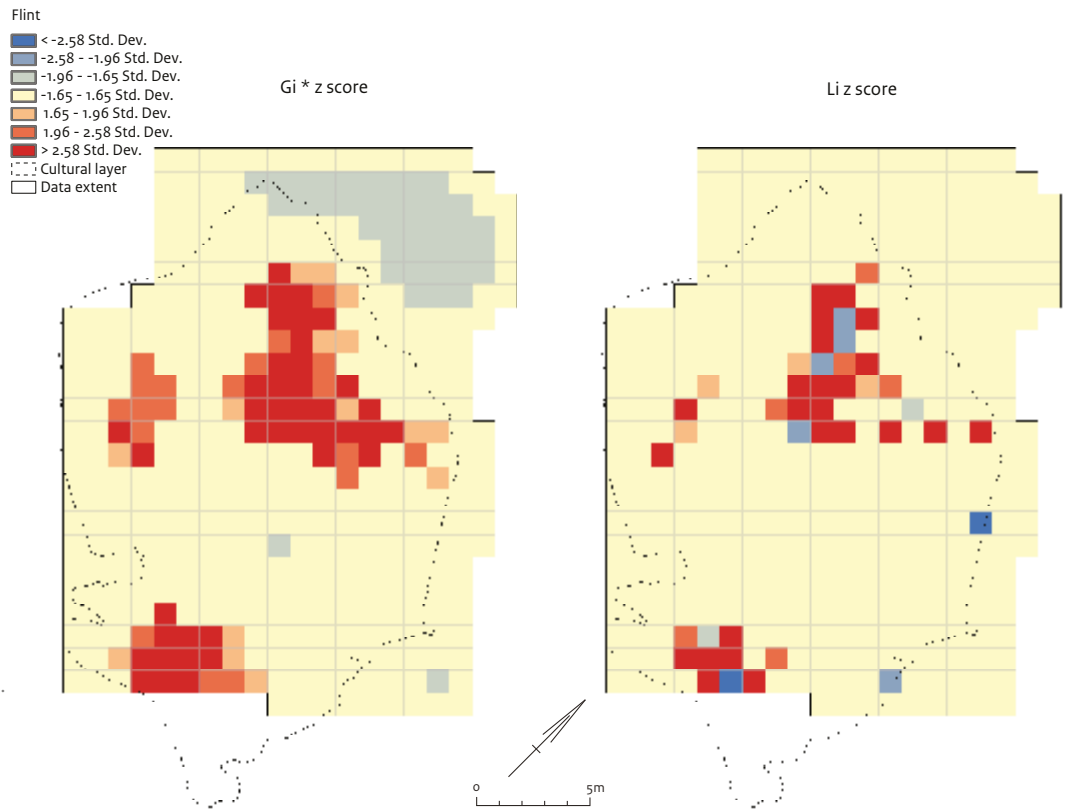 Flint
< -2.58 Std. Dev.
-2.58 - -1.96 Std. Dev.
-1.96 - -1.65 Std. Dev.
-1.65 - 1.65 Std. Dev.
1.65 - 1.96 Std. Dev.
1.96 - 2.58 Std. Dev.
> 2.58 Std. Dev.
Cultural layer
Data extent
Gi * z score
Li z score
0 5m